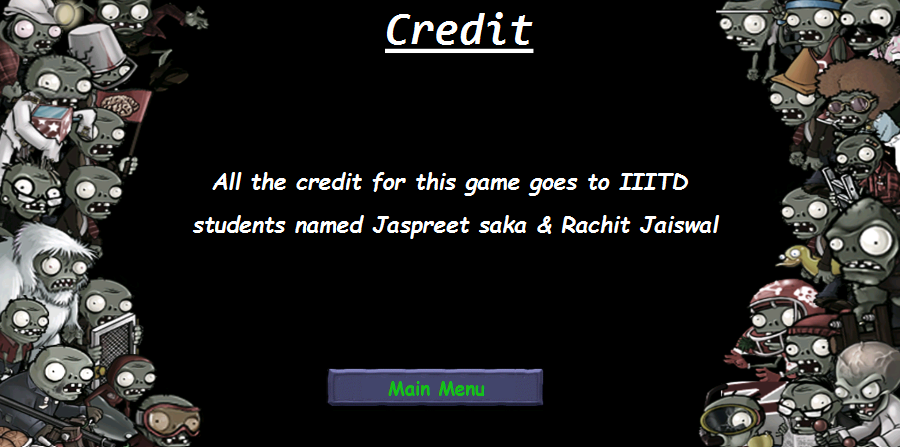 Credit
All the credit for this game goes to IIITD
students named Jaspreet saka & Rachit Jaiswal
Main Menu